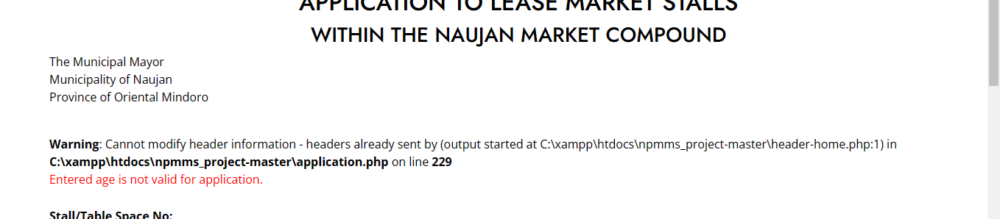 APPLICATION TO LEASE MARKET STALLS
WITHIN THE NAUJAN MARKET COMPOUND
The Municipal Mayor
Municipality of Naujan
Province of Oriental Mindoro
Warning: Cannot modify header information - headers already sent by (output started at C:\xampp\htdocs\npmms_project-master\header-home.php:1) in
C:\xampp\htdocs\npmms_project-master\application.php on line 229
Entered age is not valid for application.
Stall/Table Space No: